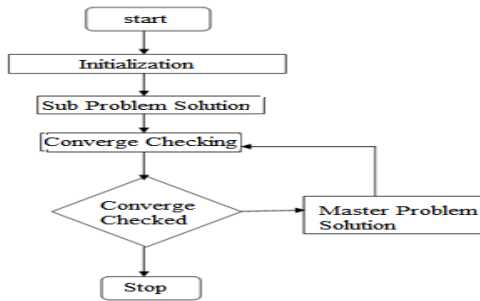 start
Initialization
Sub Problem Solution
Converge Checking
Converge
Checked
Master Problem
Solution
Stop